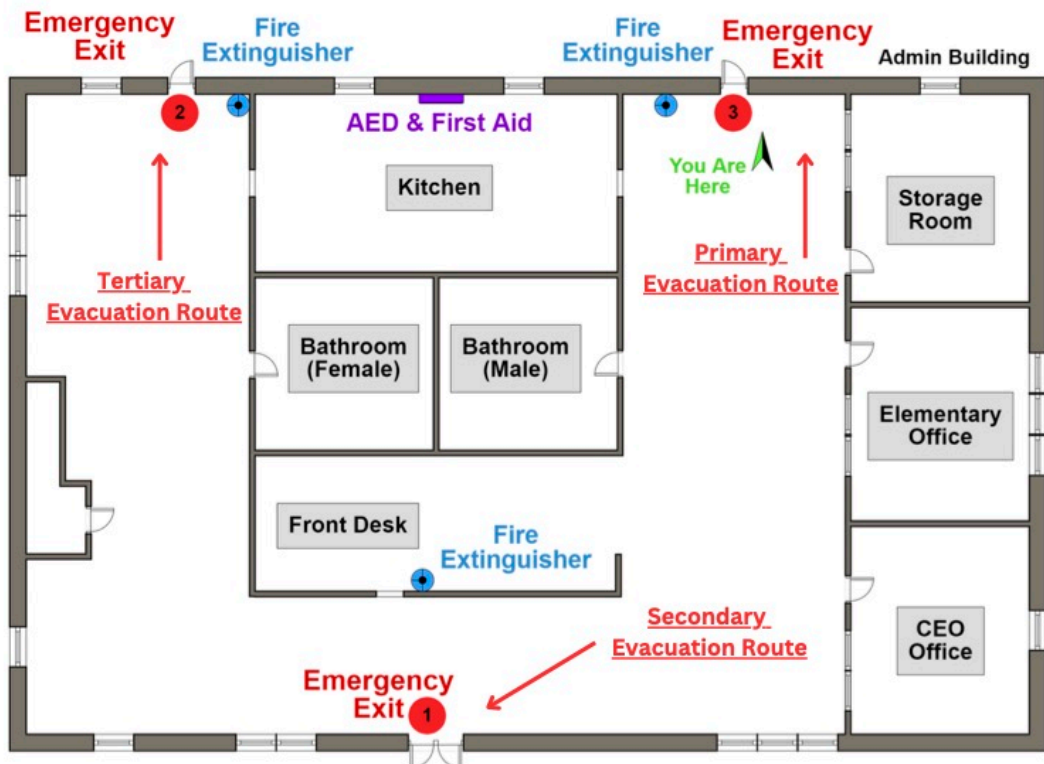 Emergency
Exit
Fire
Extinguisher
Fire
Extinguisher
Emergency
Exit
Admin Building
2
AED & First Aid
3
Kitchen
You Are
Here
Storage
Room
Tertiary
Evacuation Route
Primary
Evacuation Route
Bathroom
(Female)
Bathroom
(Male)
Elementary
Office
Front Desk
Fire
Extinguisher
Secondary
Evacuation Route
CEO
Office
Emergency
Exit
1